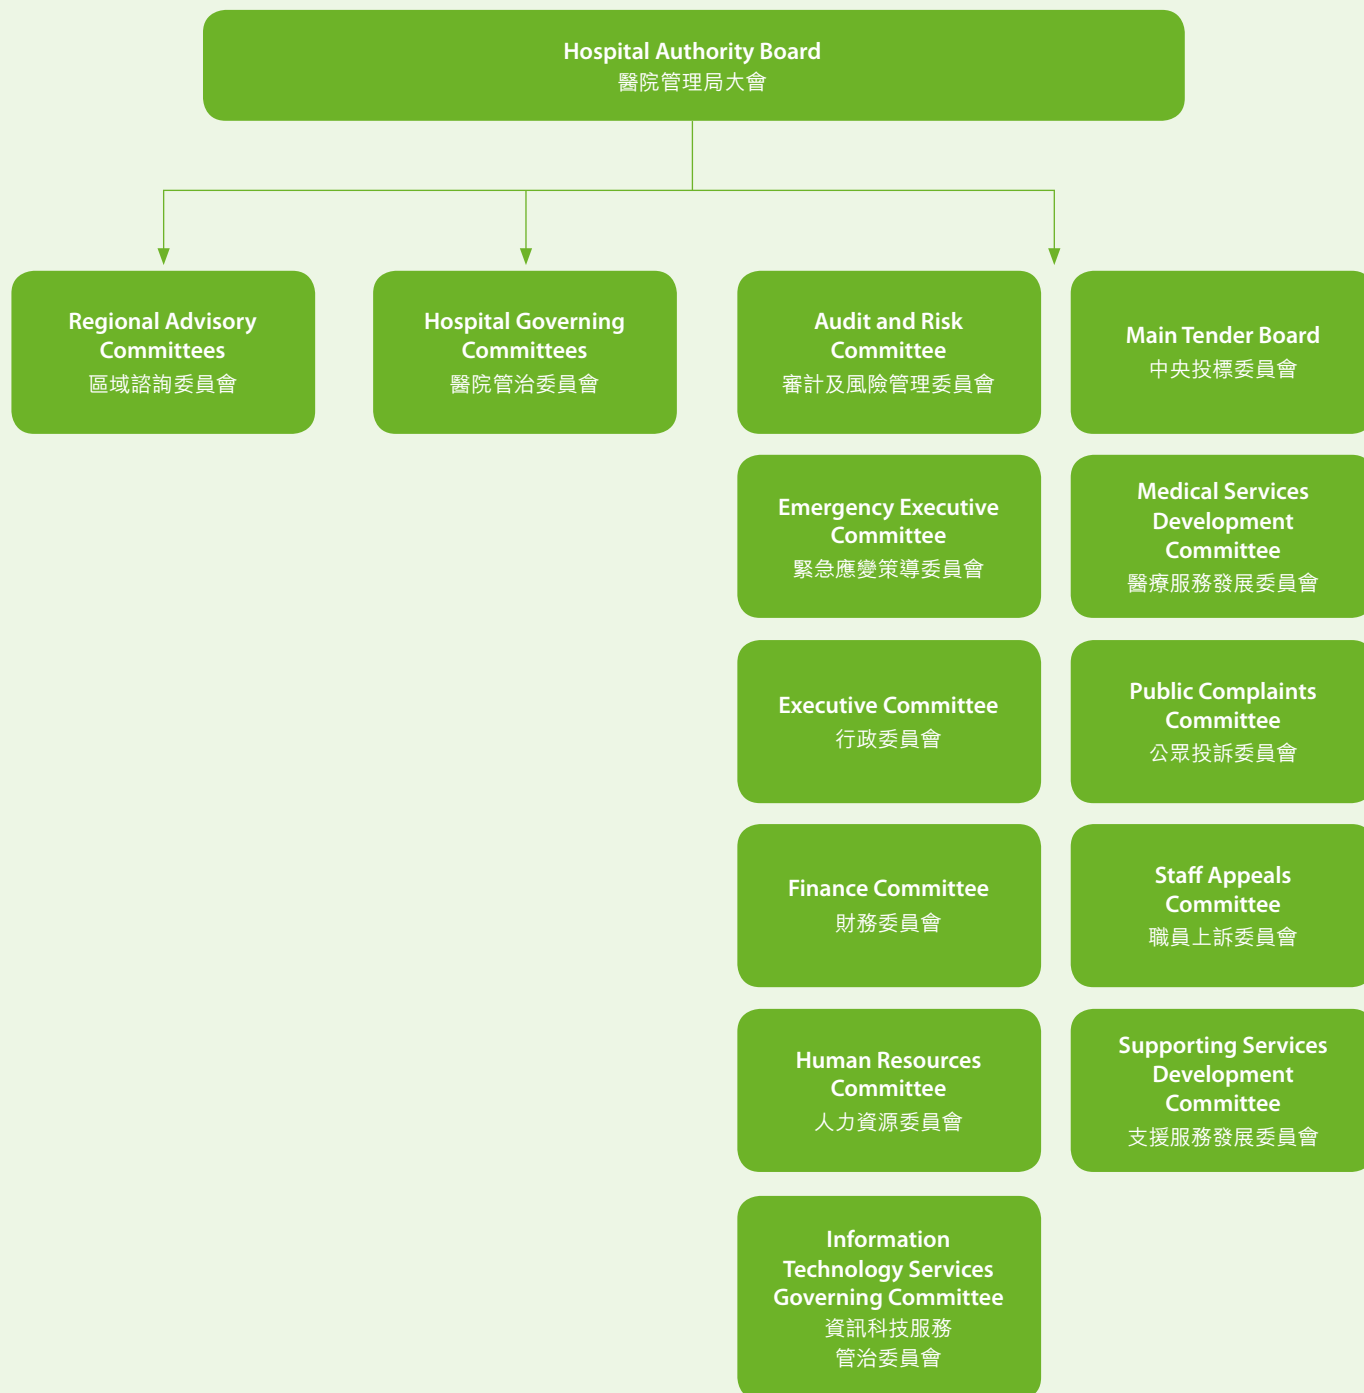 Hospital Authority Board
醫院管理局大會
Regional Advisory
Committees
區域諮詢委員會
Hospital Governing
Committees
醫院管治委員會
Audit and Risk
Committee
審計及風險管理委員會
Main Tender Board
中央投標委員會
Emergency Executive
Committee
緊急應變策導委員會
Medical Services
Development
Committee
醫療服務發展委員會
Executive Committee
行政委員會
Public Complaints
Committee
公眾投訴委員會
Finance Committee
財務委員會
Staff Appeals
Committee
職員上訴委員會
Human Resources
Committee
人力資源委員會
Supporting Services
Development
Committee
支援服務發展委員會
Information
Technology Services
Governing Committee
資訊科技服務
管治委員會